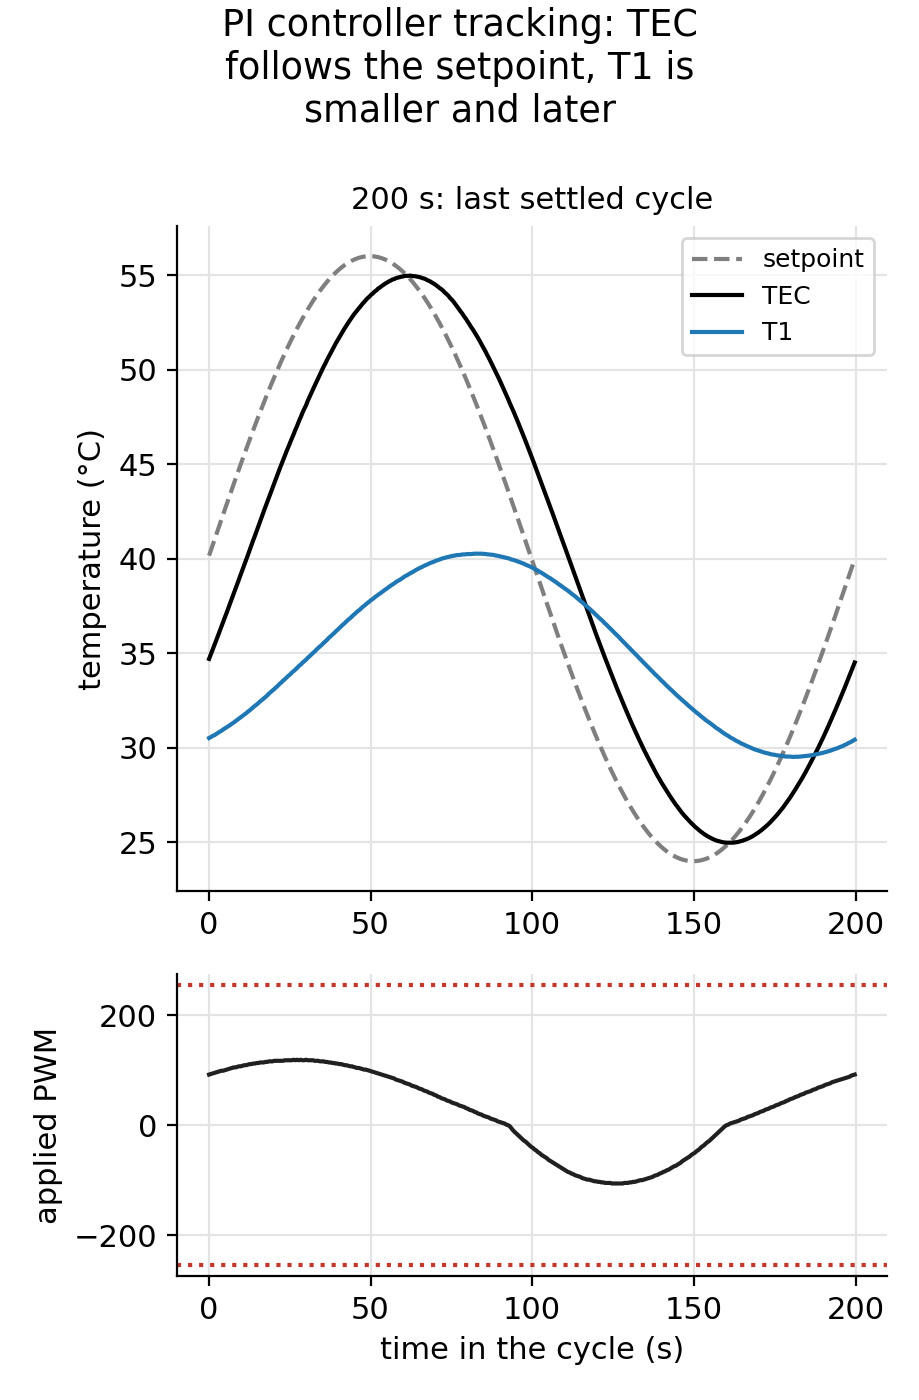 PI controller tracking: TEC
follows the setpoint, T1 is
smaller and later
200 s: last settled cycle
setpoint
TEC
T1
temperature (°C)
55
50
45
40
35
30
25
0 50 100 150 200
applied PWM
200
0
−200
0 50 100 150 200
time in the cycle (s)